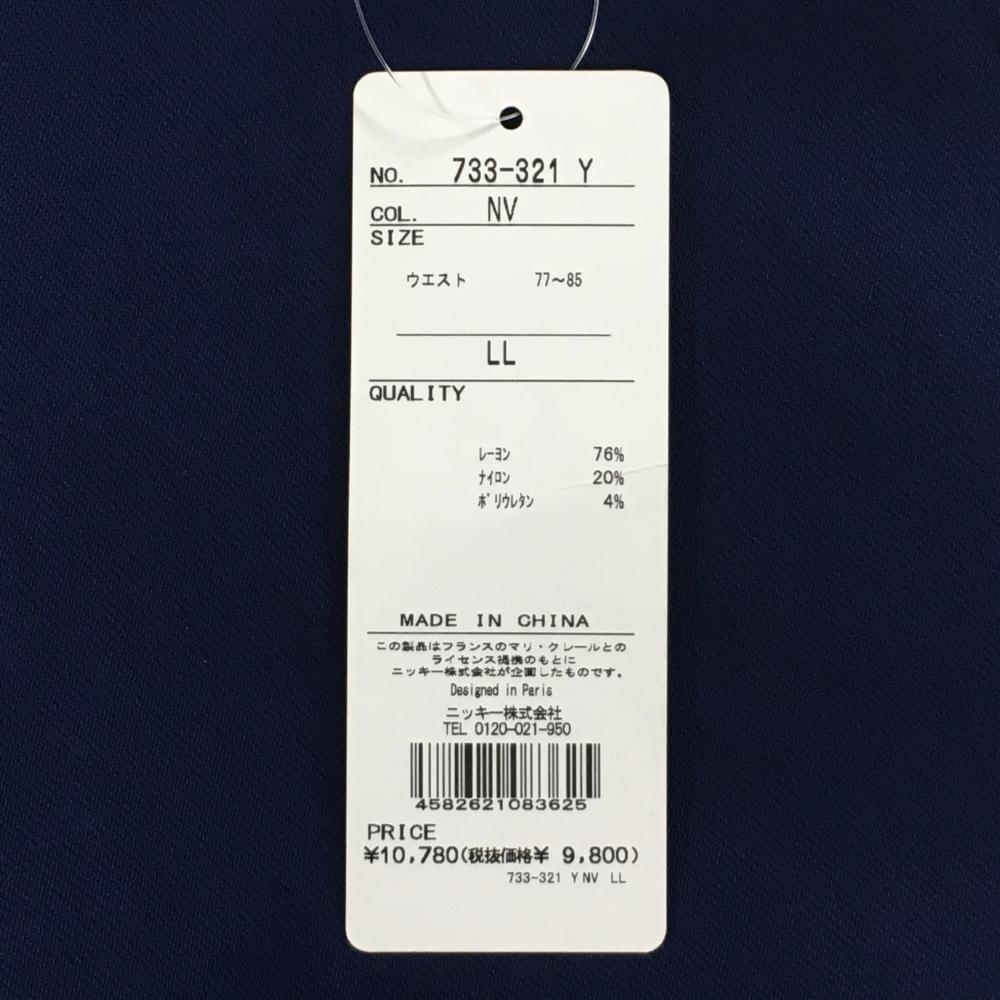 NO. 733-321 Y
COL. NV
SIZE
ウエスト 77～85
LL
QUALITY
ﾚｰﾖﾝ 76%
ﾅｲﾛﾝ 20%
ﾎﾟﾘｳﾚﾀﾝ 4%
MADE IN CHINA
この製品はフランスのマリ・クレールとの
ライセンス提携のもとに
ニッキー株式会社が企画したものです。
Designed in Paris
ニッキー株式会社
TEL 0120-021-950
4582621083625
PRICE
¥10,780(税抜価格¥ 9,800)
733-321 Y NV LL